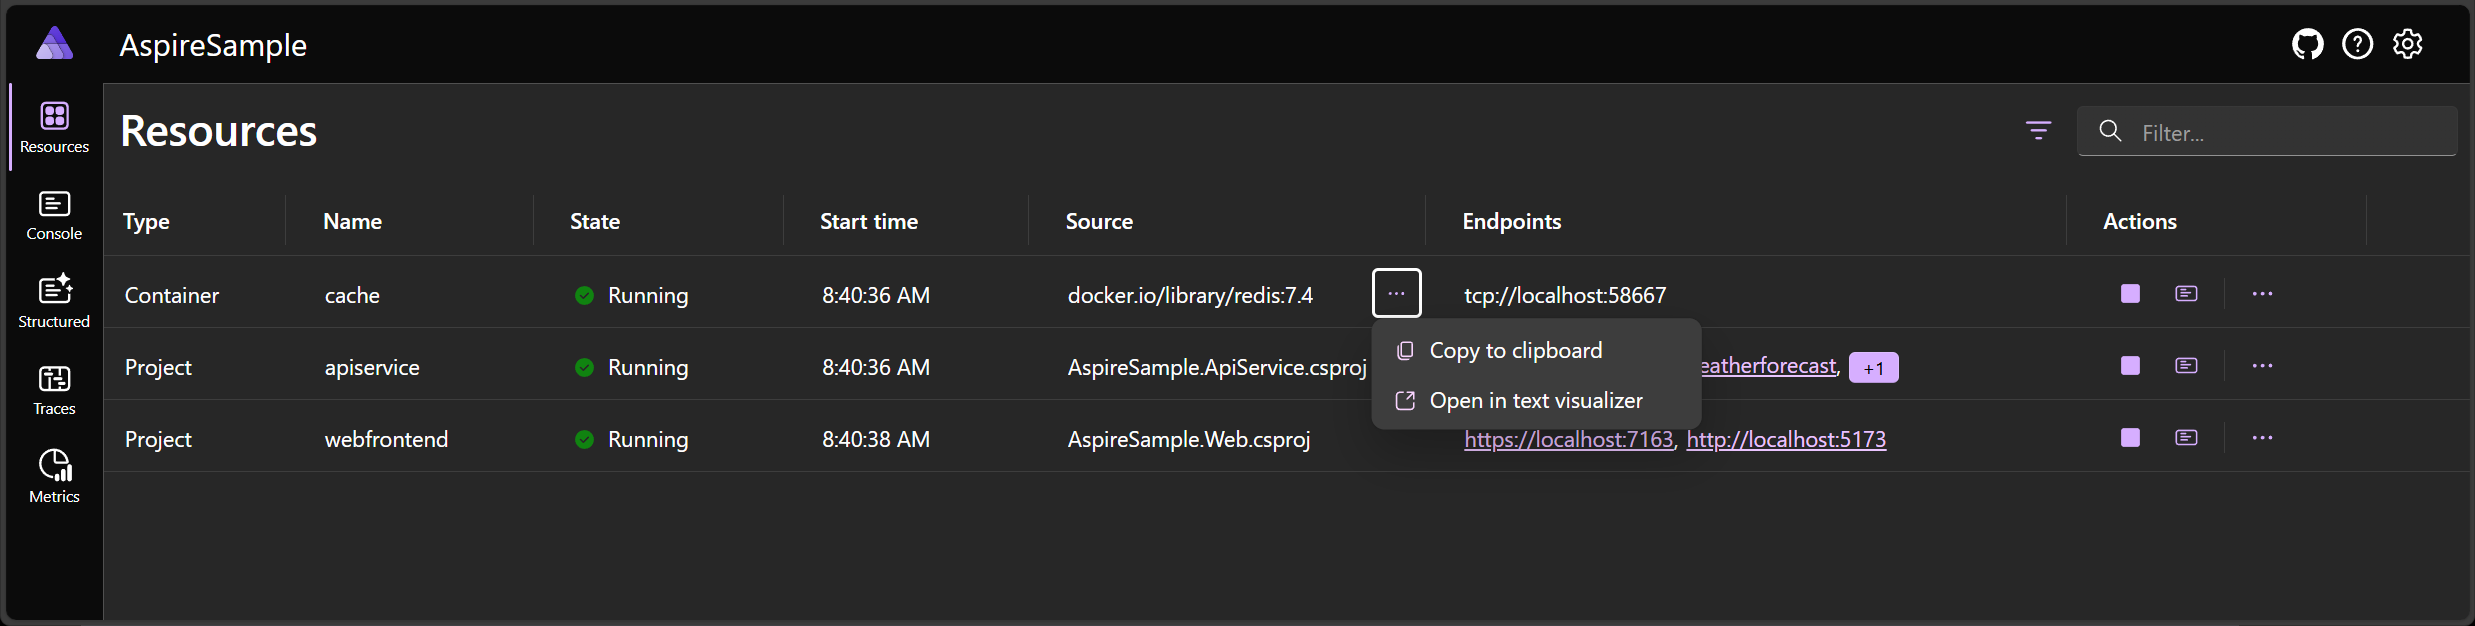 AspireSample
Resources
Console
Structured
Traces
Metrics
Resources
Filter...
Type Name State Start time Source Endpoints Actions
Container cache Running 8:40:36 AM docker.io/library/redis:7.4 tcp://localhost:58667
Copy to clipboard
Open in text visualizer
Project apiservice Running 8:40:36 AM AspireSample.ApiService.csproj eatherforecast, +1
Project webfrontend Running 8:40:38 AM AspireSample.Web.csproj https://localhost:7163, http://localhost:5173